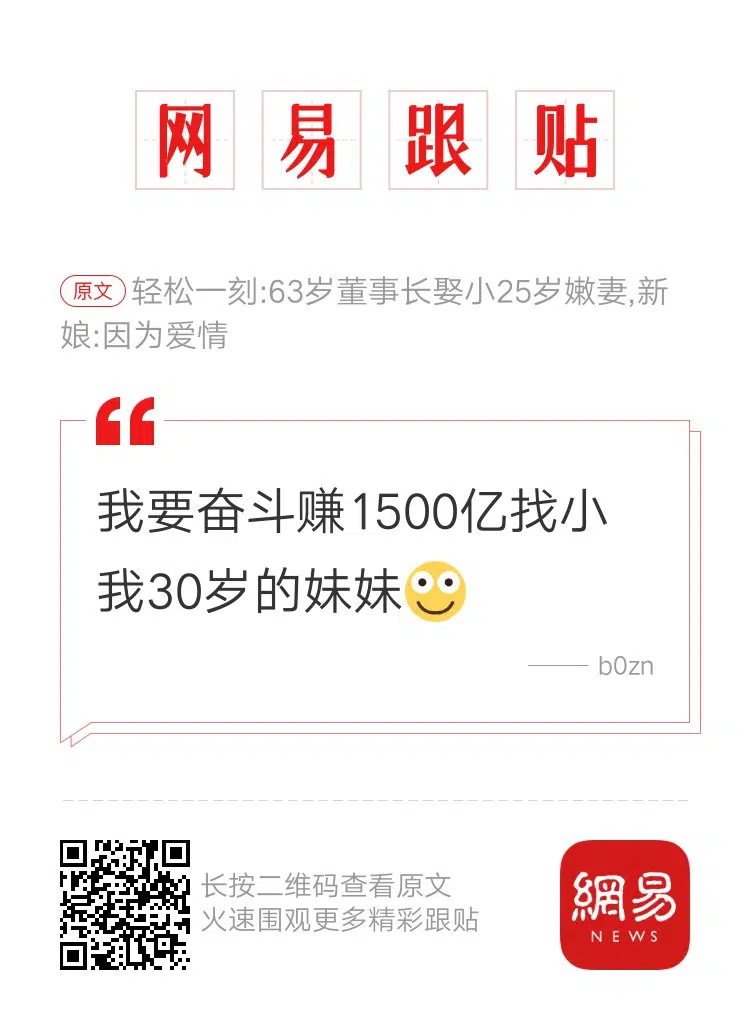 网易跟贴
原文 轻松一刻:63岁董事长娶小25岁嫩妻,新
娘:因为爱情
我要奋斗赚1500亿找小
我30岁的妹妹
—— b0zn
长按二维码查看原文
火速围观更多精彩跟贴
網易
NEWS